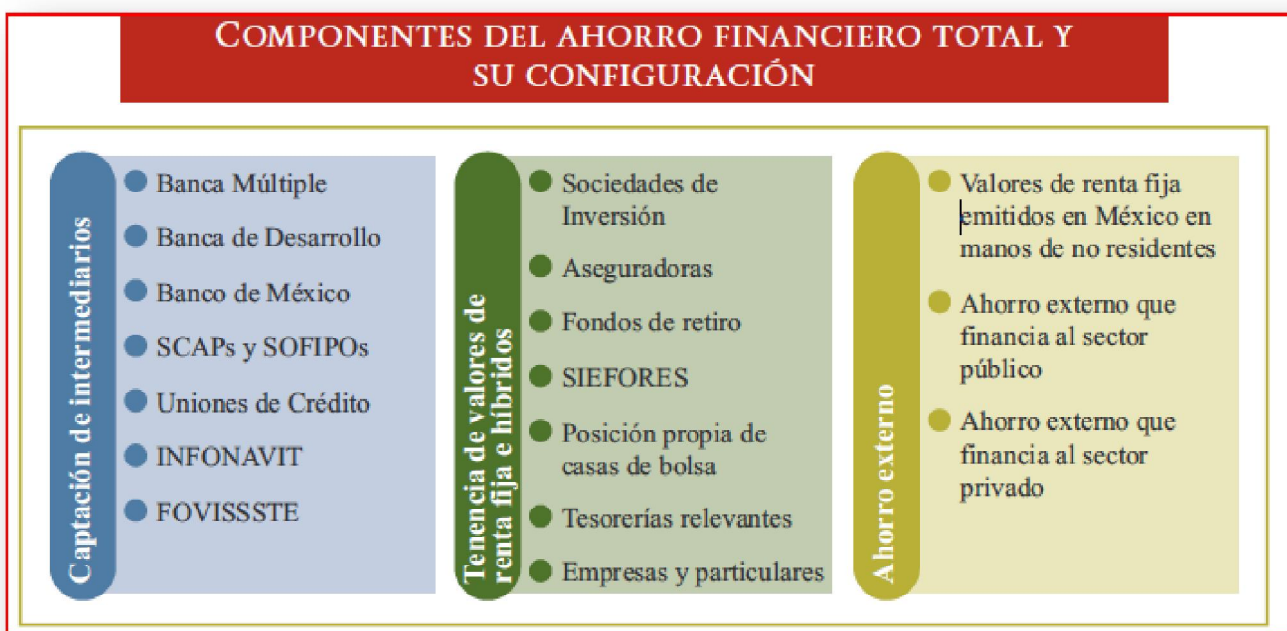 COMPONENTES DEL AHORRO FINANCIERO TOTAL Y
SU CONFIGURACIÓN
Captación de intermediarios
Banca Múltiple
Banca de Desarrollo
Banco de México
SCAPs y SOFIPOs
Uniones de Crédito
INFONAVIT
FOVISSSTE
Tenencia de valores de
renta fija e híbridos
Sociedades de
Inversión
Aseguradoras
Fondos de retiro
SIEFORES
Posición propia de
casas de bolsa
Tesorerías relevantes
Empresas y particulares
Ahorro externo
Valores de renta fija
emitidos en México en
manos de no residentes
Ahorro externo que
financia al sector
público
Ahorro externo que
financia al sector
privado